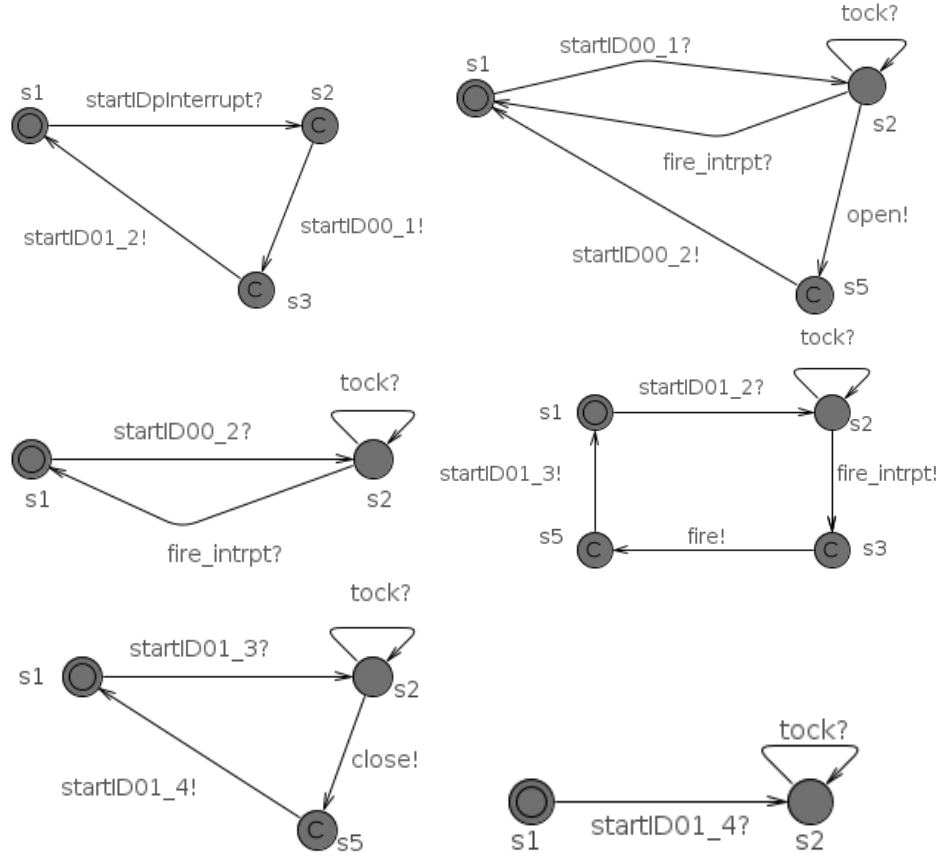 s1
startIDpInterrupt?
s2
C
startID01_2!
startID00_1!
C
s3
tock?
startID00_1?
s1
s2
fire_intrpt?
open!
startID00_2!
C
s5
tock?
startID00_2?
s1
s2
fire_intrpt?
tock?
startID01_2?
s1
s2
startID01_3!
fire_intrpt!
s5
C
fire!
C
s3
tock?
startID01_3?
s1
s2
close!
startID01_4!
C
s5
tock?
s1
startID01_4?
s2